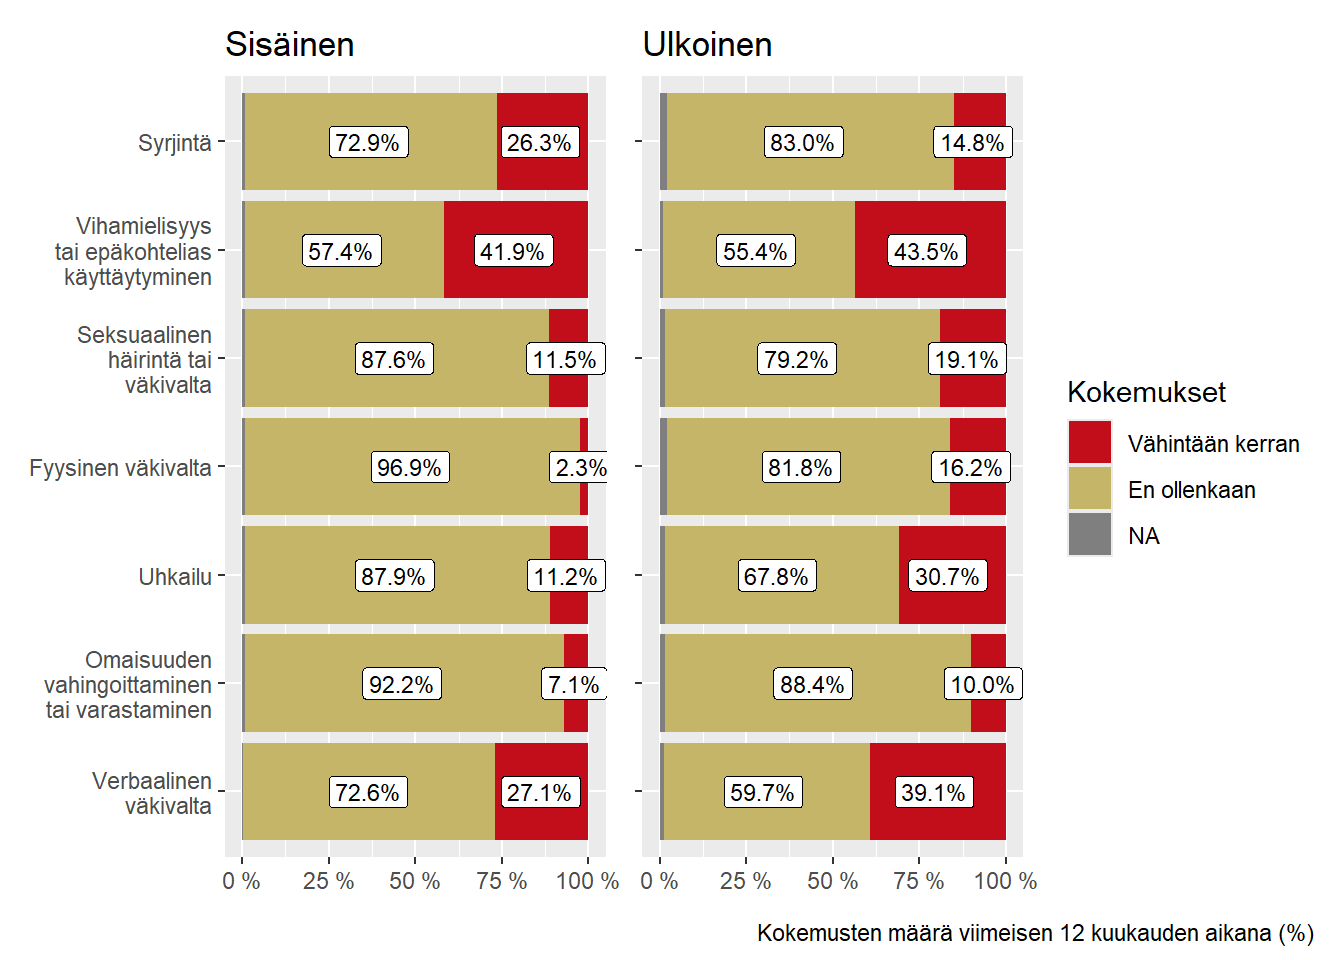 Sisäinen
Ulkoinen
Syrjintä
72.9%
26.3%
83.0%
14.8%
Vihamielisyys
tai epäkohtelias
käyttäytyminen
57.4%
41.9%
55.4%
43.5%
Seksuaalinen
häirintä tai
väkivalta
87.6%
11.5%
79.2%
19.1%
Fyysinen väkivalta
96.9%
2.3%
81.8%
16.2%
Uhkailu
87.9%
11.2%
67.8%
30.7%
Omaisuuden
vahingoittaminen
tai varastaminen
92.2%
7.1%
88.4%
10.0%
Verbaalinen
väkivalta
72.6%
27.1%
59.7%
39.1%
0 %
25 %
50 %
75 %
100 %
0 %
25 %
50 %
75 %
100 %
Kokemukset
Vähintään kerran
En ollenkaan
NA
Kokemusten määrä viimeisen 12 kuukauden aikana (%)